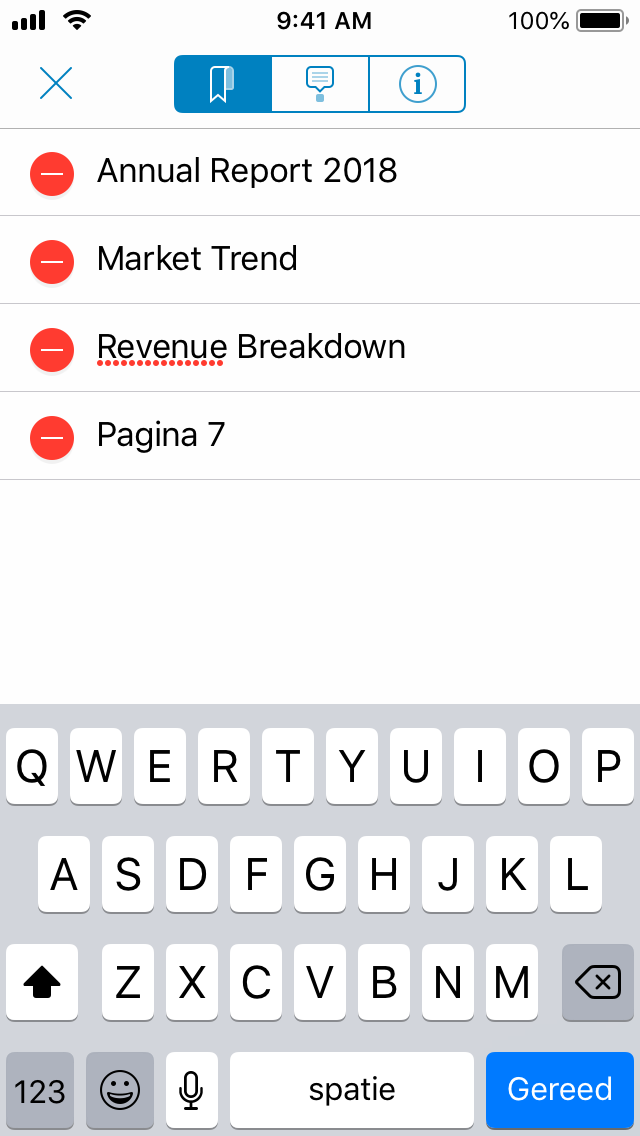 9:41 AM 100%
i
Annual Report 2018
Market Trend
Revenue Breakdown
Pagina 7
Q W E R T Y U I O P
A S D F G H J K L
Z X C V B N M
123 spatie Gereed